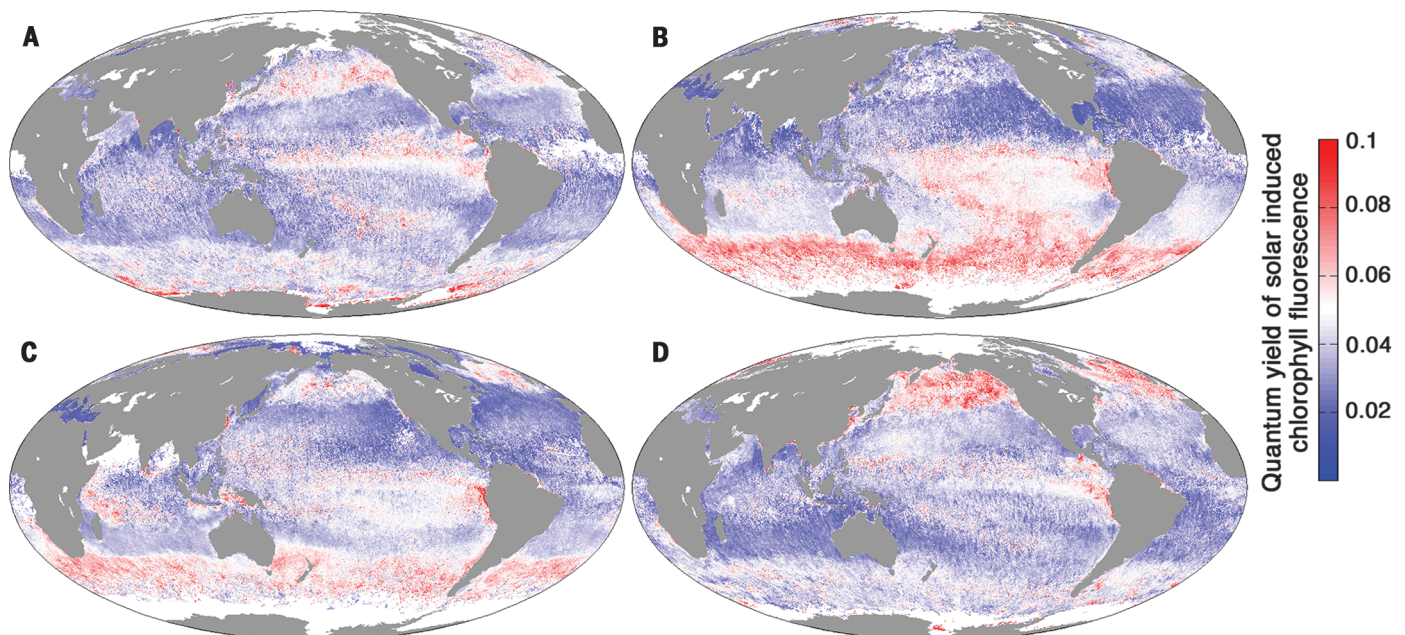 A
B
C
D
Quantum yield of solar induced
chlorophyll fluorescence
0.1
0.08
0.06
0.04
0.02